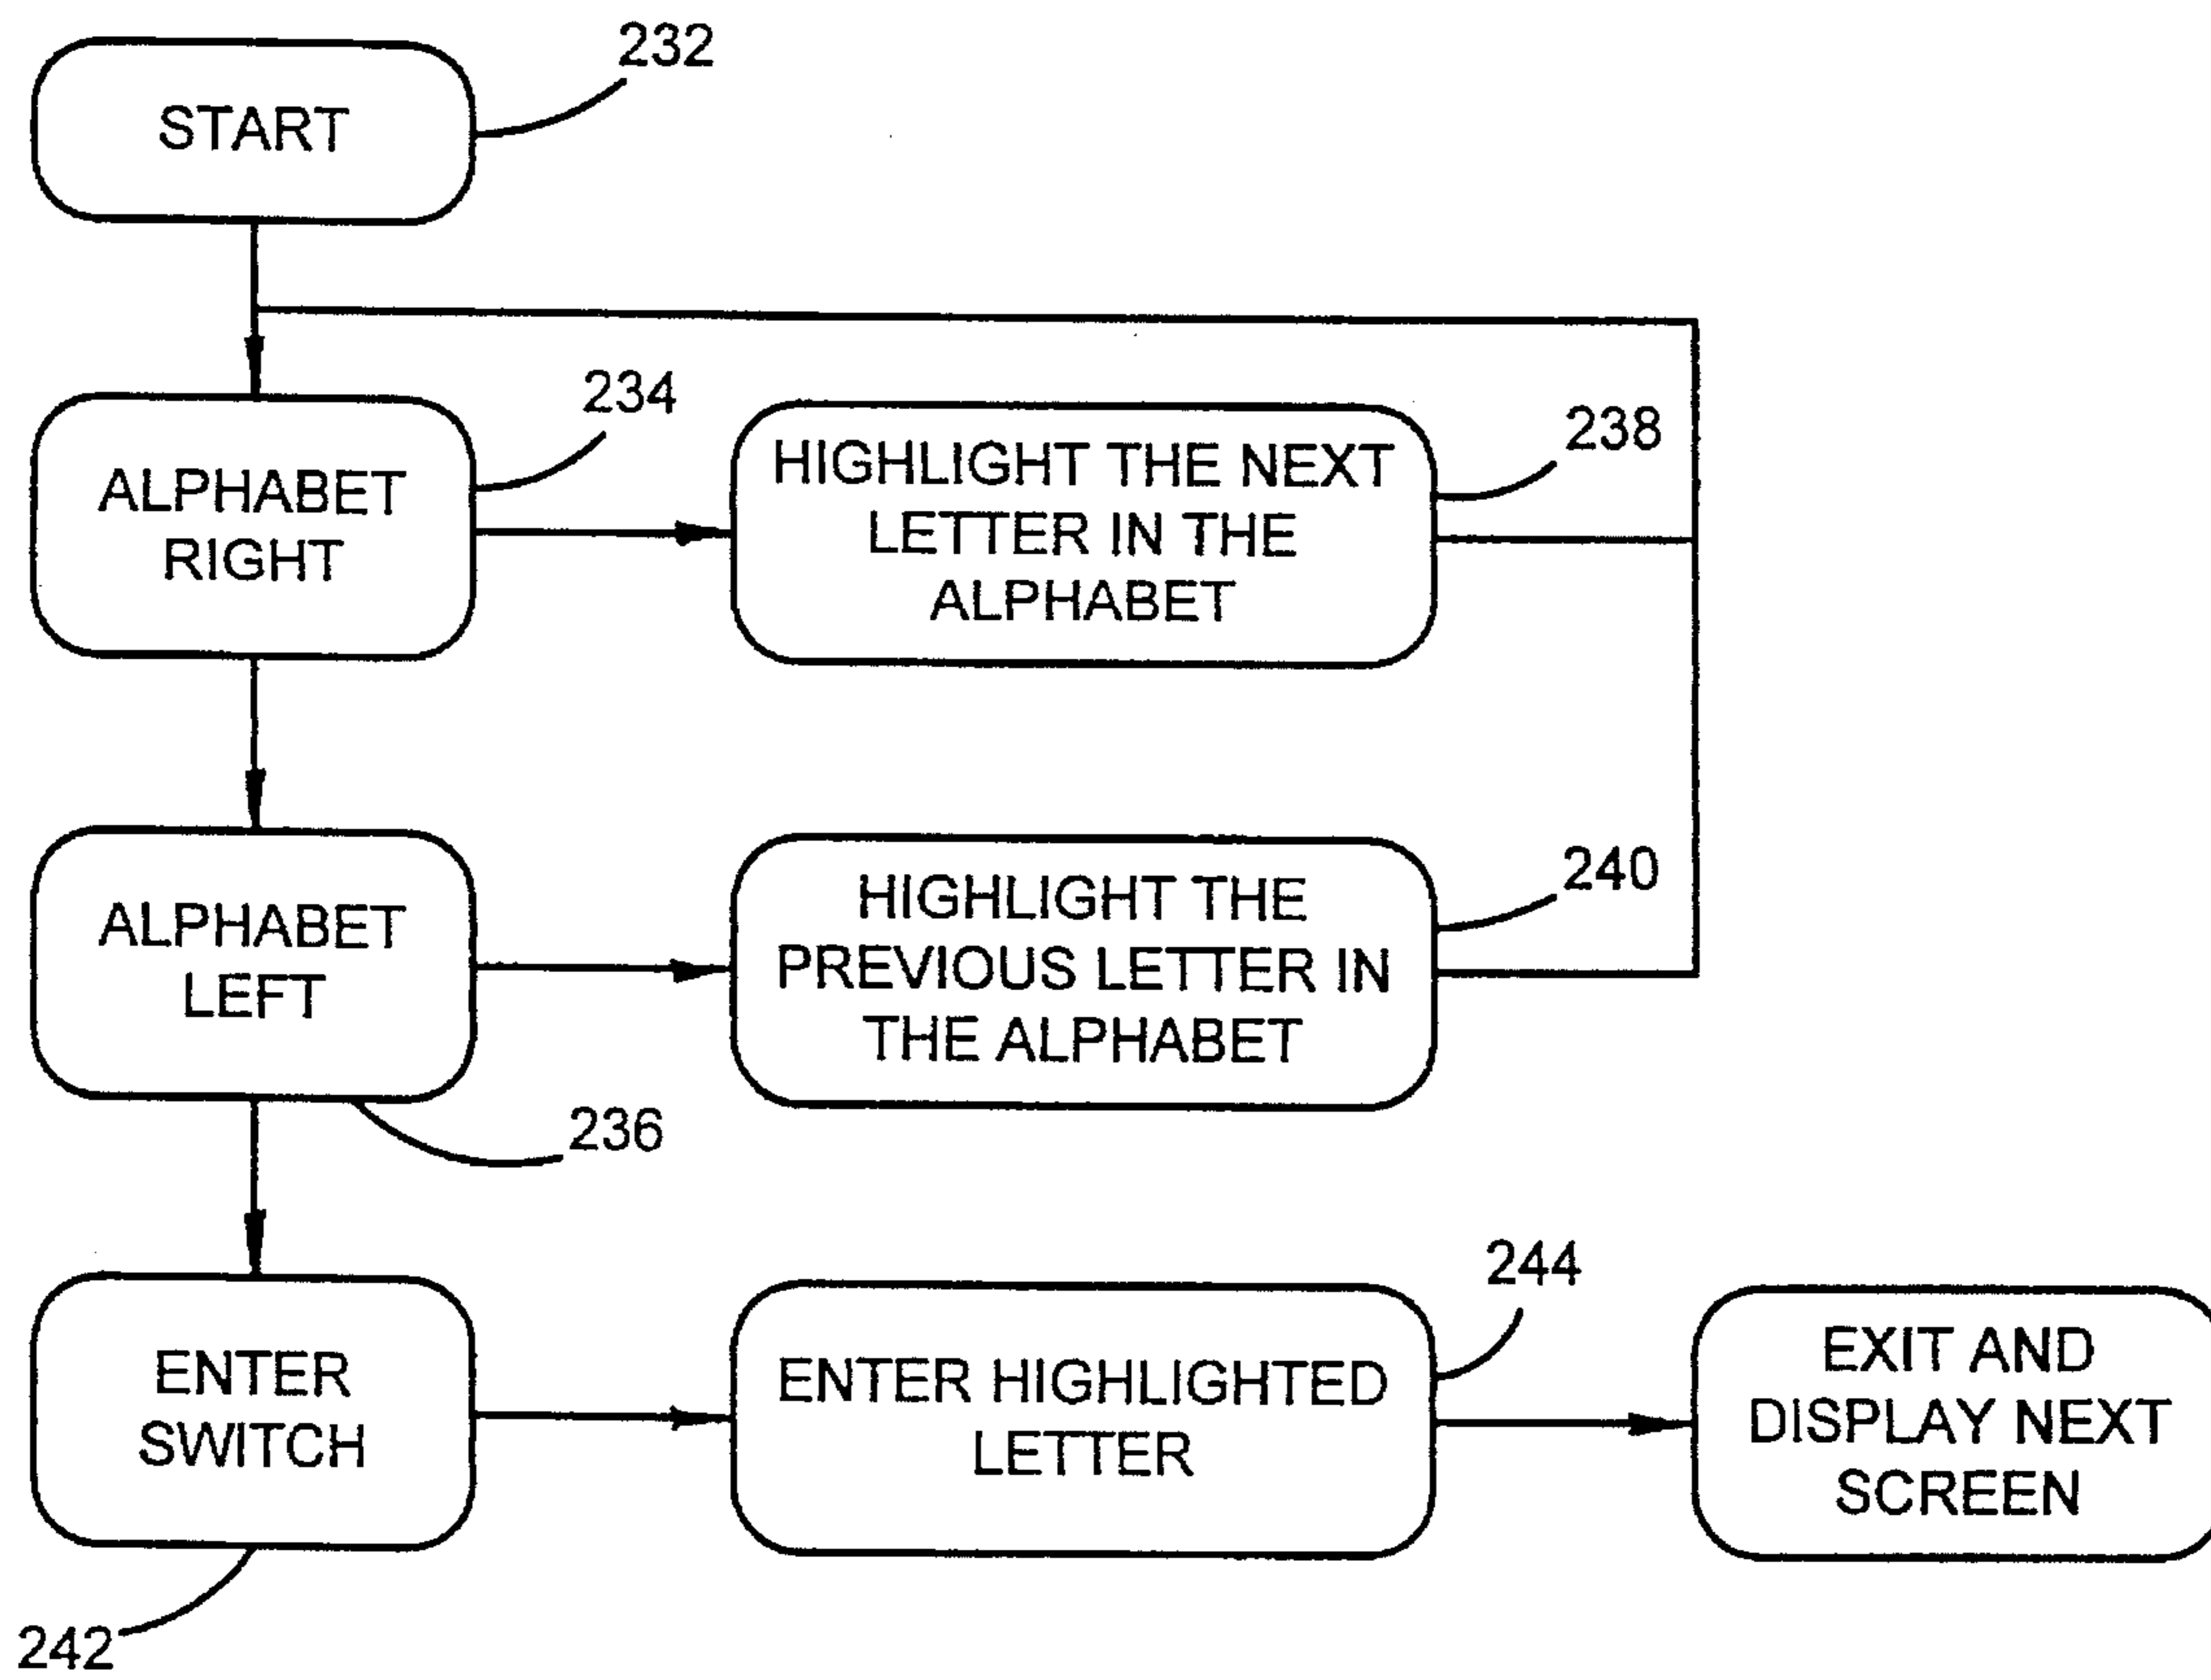 START
232
ALPHABET
RIGHT
234
HIGHLIGHT THE NEXT
LETTER IN THE
ALPHABET
238
ALPHABET
LEFT
236
HIGHLIGHT THE
PREVIOUS LETTER IN
THE ALPHABET
240
ENTER
SWITCH
242
ENTER HIGHLIGHTED
LETTER
244
EXIT AND
DISPLAY NEXT
SCREEN